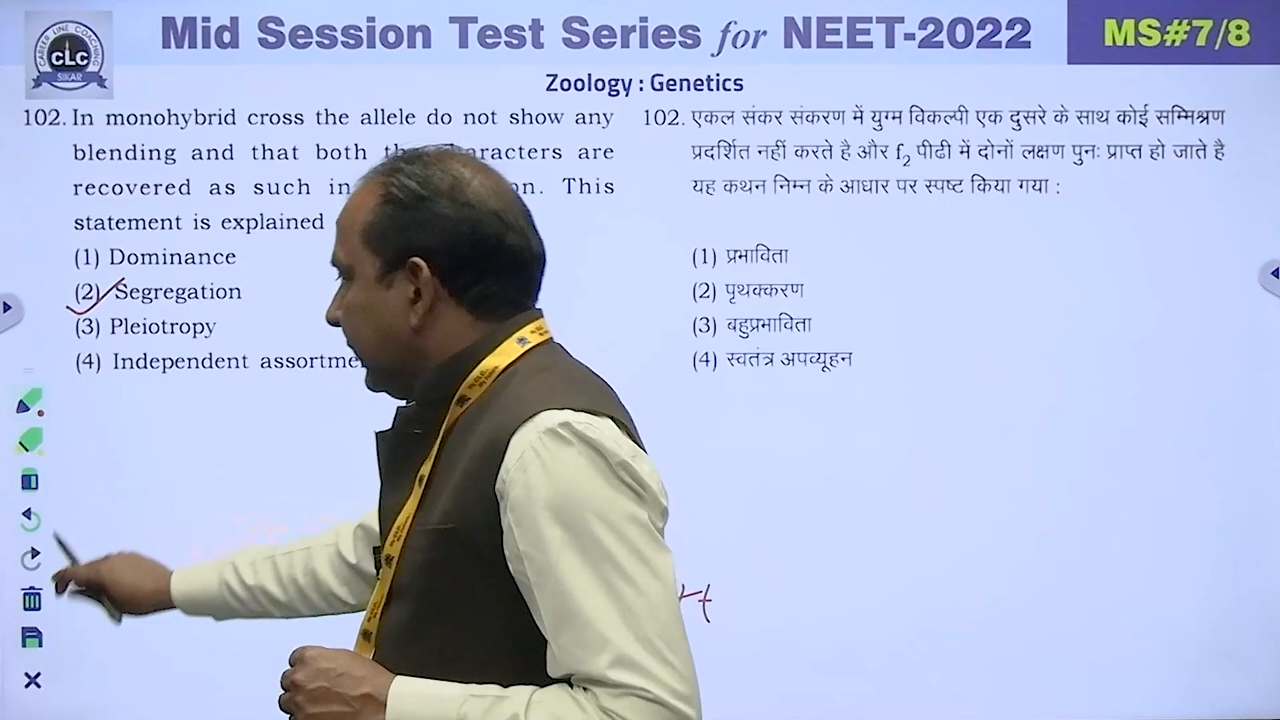 CAREER LINE COACHING
CLC
SIKAR
Mid Session Test Series for NEET-2022
MS#7/8
Zoology : Genetics
102. In monohybrid cross the allele do not show any
blending and that both the characters are
recovered as such in
This
statement is explained
(1) Dominance
(2) Segregation
(3) Pleiotropy
(4) Independent assortme
102. एकल संकर संकरण में युग्म विकल्पी एक दुसरे के साथ कोई सम्मिश्रण
प्रदर्शित नहीं करते है और f₂ पीढी में दोनों लक्षण पुनः प्राप्त हो जाते है
यह कथन निम्न के आधार पर स्पष्ट किया गया :
(1) प्रभाविता
(2) पृथक्करण
(3) बहुप्रभाविता
(4) स्वतंत्र अपव्यूहन